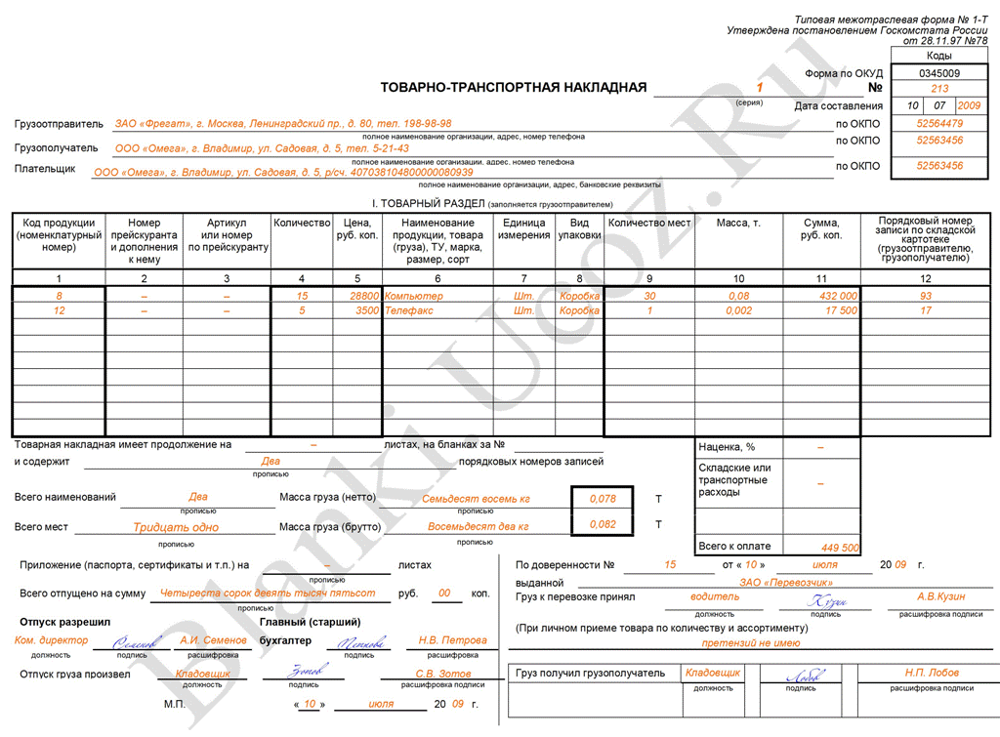 Типовая межотраслевая форма № 1-Т
Утверждена постановлением Госкомстата России
от 28.11.97 №78
Коды
Форма по ОКУД 0345009
ТОВАРНО-ТРАНСПОРТНАЯ НАКЛАДНАЯ 1 № 213
(серия)
Дата составления 10 07 2009
Грузоотправитель ЗАО «Фрегат», г. Москва, Ленинградский пр., д. 80, тел. 198-98-98 по ОКПО 52564479
полное наименование организации, адрес, номер телефона
Грузополучатель ООО «Омега», г. Владимир, ул. Садовая, д. 5, тел. 5-21-43 по ОКПО 52563456
полное наименование организации, адрес, номер телефона
Плательщик ООО «Омега», г. Владимир, ул. Садовая, д. 5, р/сч. 407038104800000080939 по ОКПО 52563456
полное наименование организации, адрес, банковские реквизиты
I. ТОВАРНЫЙ РАЗДЕЛ (заполняется грузоотправителем)
Код продукции (номенклатурный номер) Номер прейскуранта и дополнения к нему Артикул или номер по прейскуранту Количество Цена, руб. коп. Наименование продукции, товара (груза), ТУ, марка, размер, сорт Единица измерения Вид упаковки Количество мест Масса, т. Сумма, руб. коп. Порядковый номер записи по складской картотеке (грузоотправителю, грузополучателю)
1 2 3 4 5 6 7 8 9 10 11 12
8 – – 15 28800 Компьютер Шт. Коробка 30 0,08 432 000 93
12 – – 5 3500 Телефакс Шт. Коробка 1 0,002 17 500 17
Товарная накладная имеет продолжение на – листах, на бланках за №
Наценка, % –
и содержит Два порядковых номеров записей
прописью
Складские или транспортные расходы –
Всего наименований Два Масса груза (нетто) Семьдесят восемь кг 0,078 Т
прописью прописью
Всего мест Тридцать одно Масса груза (брутто) Восемьдесят два кг 0,082 Т
прописью прописью
Всего к оплате 449 500
Приложение (паспорта, сертификаты и т.п.) на – листах
прописью
Всего отпущено на сумму Четыреста сорок девять тысяч пятьсот руб. 00 коп.
прописью
Отпуск разрешил Главный (старший)
Ком. директор Семенов А.И. Семенов бухгалтер Петрова Н.В. Петрова
должность подпись расшифровка подпись расшифровка
Отпуск груза произвел Кладовщик Зотов С.В. Зотов
должность подпись расшифровка подписи
М.П. « 10 » июля 20 09 г.
По доверенности № 15 от « 10 » июля 20 09 г.
выданной ЗАО «Перевозчик»
Груз к перевозке принял водитель Кузин А.В.Кузин
должность подпись расшифровка подписи
(При личном приеме товара по количеству и ассортименту)
претензий не имею
Груз получил грузополучатель Кладовщик Лобов Н.П. Лобов
должность подпись расшифровка подписи
Blanki.Ucoz.Ru